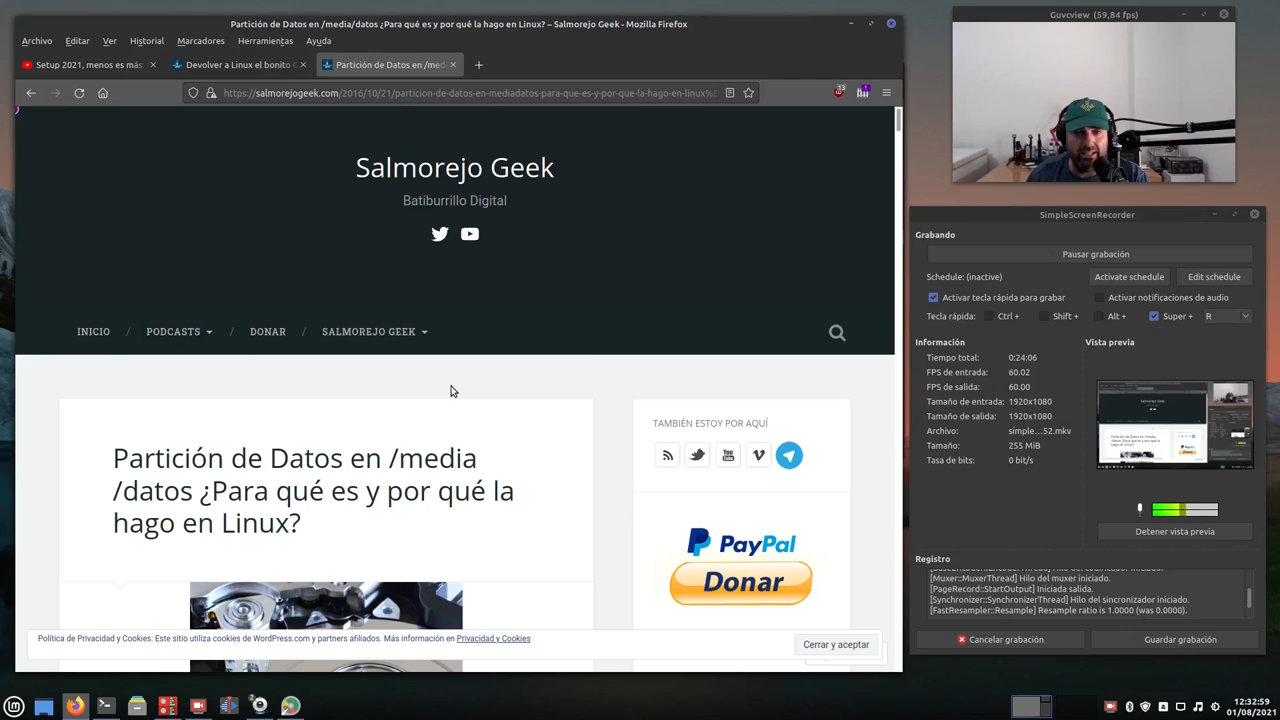 Partición de Datos en /media/datos ¿Para qué es y por qué la hago en Linux? – Salmorejo Geek - Mozilla Firefox
Archivo Editar Ver Historial Marcadores Herramientas Ayuda
Setup 2021, menos es más:
Devolver a Linux el bonito C
Partición de Datos en /med
https://salmorejogeek.com/2016/10/21/particion-de-datos-en-mediadatos-para-que-es-y-por-que-la-hago-en-linux%E
13
Salmorejo Geek
Batiburrillo Digital
INICIO / PODCASTS / DONAR / SALMOREJO GEEK
Partición de Datos en /media
/datos ¿Para qué es y por qué la
hago en Linux?
TAMBIÉN ESTOY POR AQUÍ
You
PayPal
Donar
Política de Privacidad y Cookies: Este sitio utiliza cookies de WordPress.com y partners afiliados. Más información en Privacidad y Cookies
Cerrar y aceptar
Guvcview (59,84 fps)
SimpleScreenRecorder
Grabando
Pausar grabación
Schedule: (inactive) Activate schedule Edit schedule
Activar tecla rápida para grabar Activar notificaciones de audio
Tecla rápida: Ctrl + Shift + Alt + Super + R
Información
Tiempo total: 0:24:06
FPS de entrada: 60.02
FPS de salida: 60.00
Tamaño de entrada: 1920x1080
Tamaño de salida: 1920x1080
Archivo: simple....52.mkv
Tamaño: 255 MiB
Tasa de bits: 0 bit/s
Vista previa
Detener vista previa
Registro
[Muxer::MuxerThread] Hilo del muxer iniciado.
[PageRecord::StartOutput] Iniciada salida.
[Synchronizer::SynchronizerThread] Hilo del sincronizador iniciado.
[FastResampler::Resample] Resample ratio is 1.0000 (was 0.0000).
Cancelar grabación Guardar grabación
12:32:59
01/08/2021